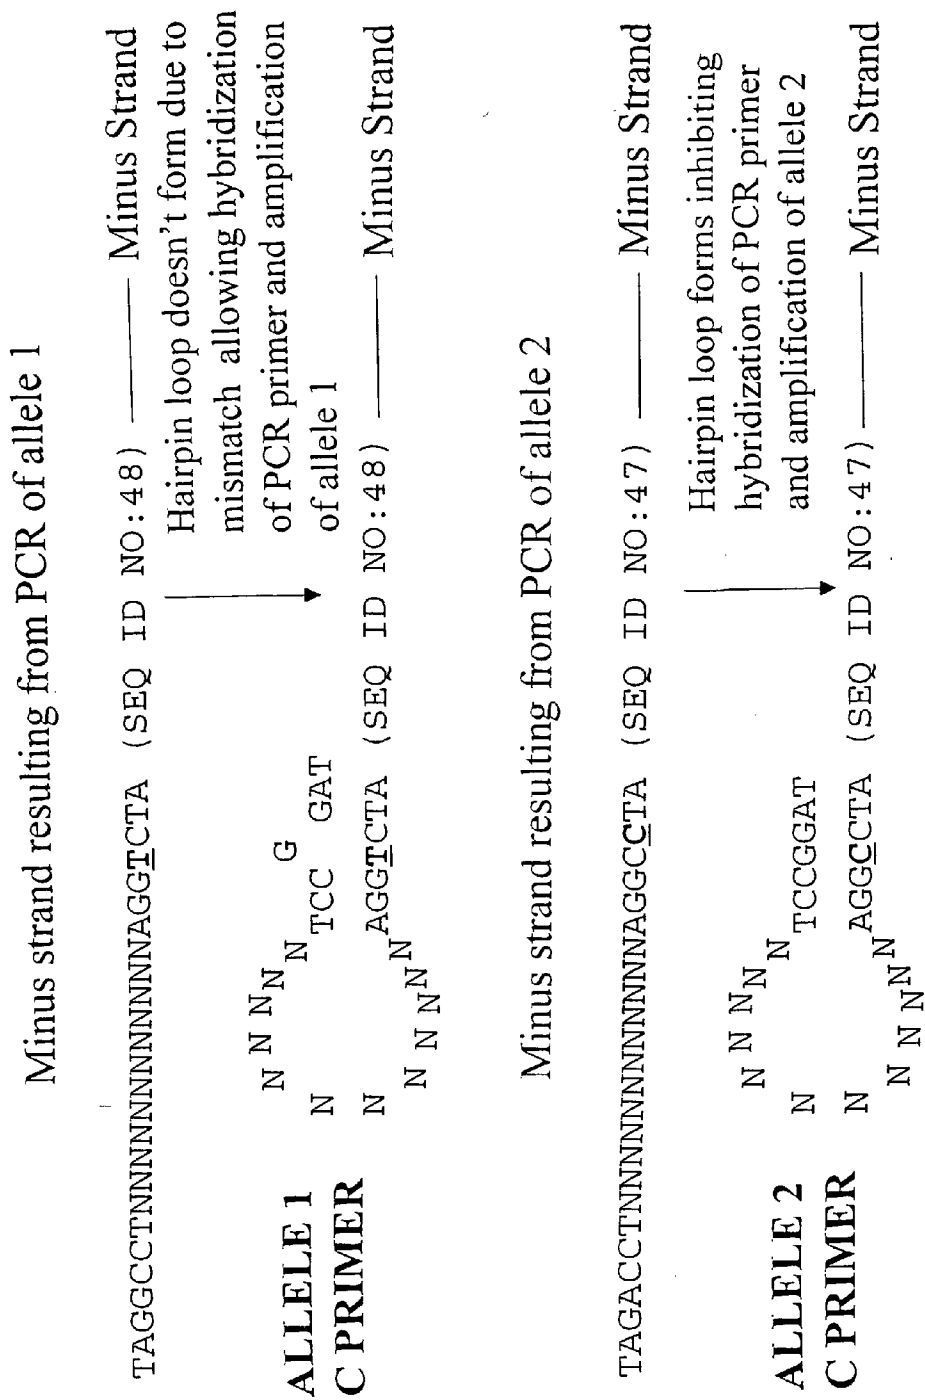 Minus strand resulting from PCR of allele 1
TAGGCCTNNNNNNNNNNNNNNAGGTCTA (SEQ ID NO:48) —— Minus Strand
Hairpin loop doesn't form due to
mismatch allowing hybridization
of PCR primer and amplification
of allele 1
ALLELE 1
C PRIMER
N N N N N N TCC G GAT
N N N N N N N AGGTCTA (SEQ ID NO:48) —— Minus Strand
Minus strand resulting from PCR of allele 2
TAGACCTNNNNNNNNNNNNNNAGGCCTA (SEQ ID NO:47) —— Minus Strand
Hairpin loop forms inhibiting
hybridization of PCR primer
and amplification of allele 2
ALLELE 2
C PRIMER
N N N N N N TCCGGAT
N N N N N N N AGGCCTA (SEQ ID NO:47) —— Minus Strand